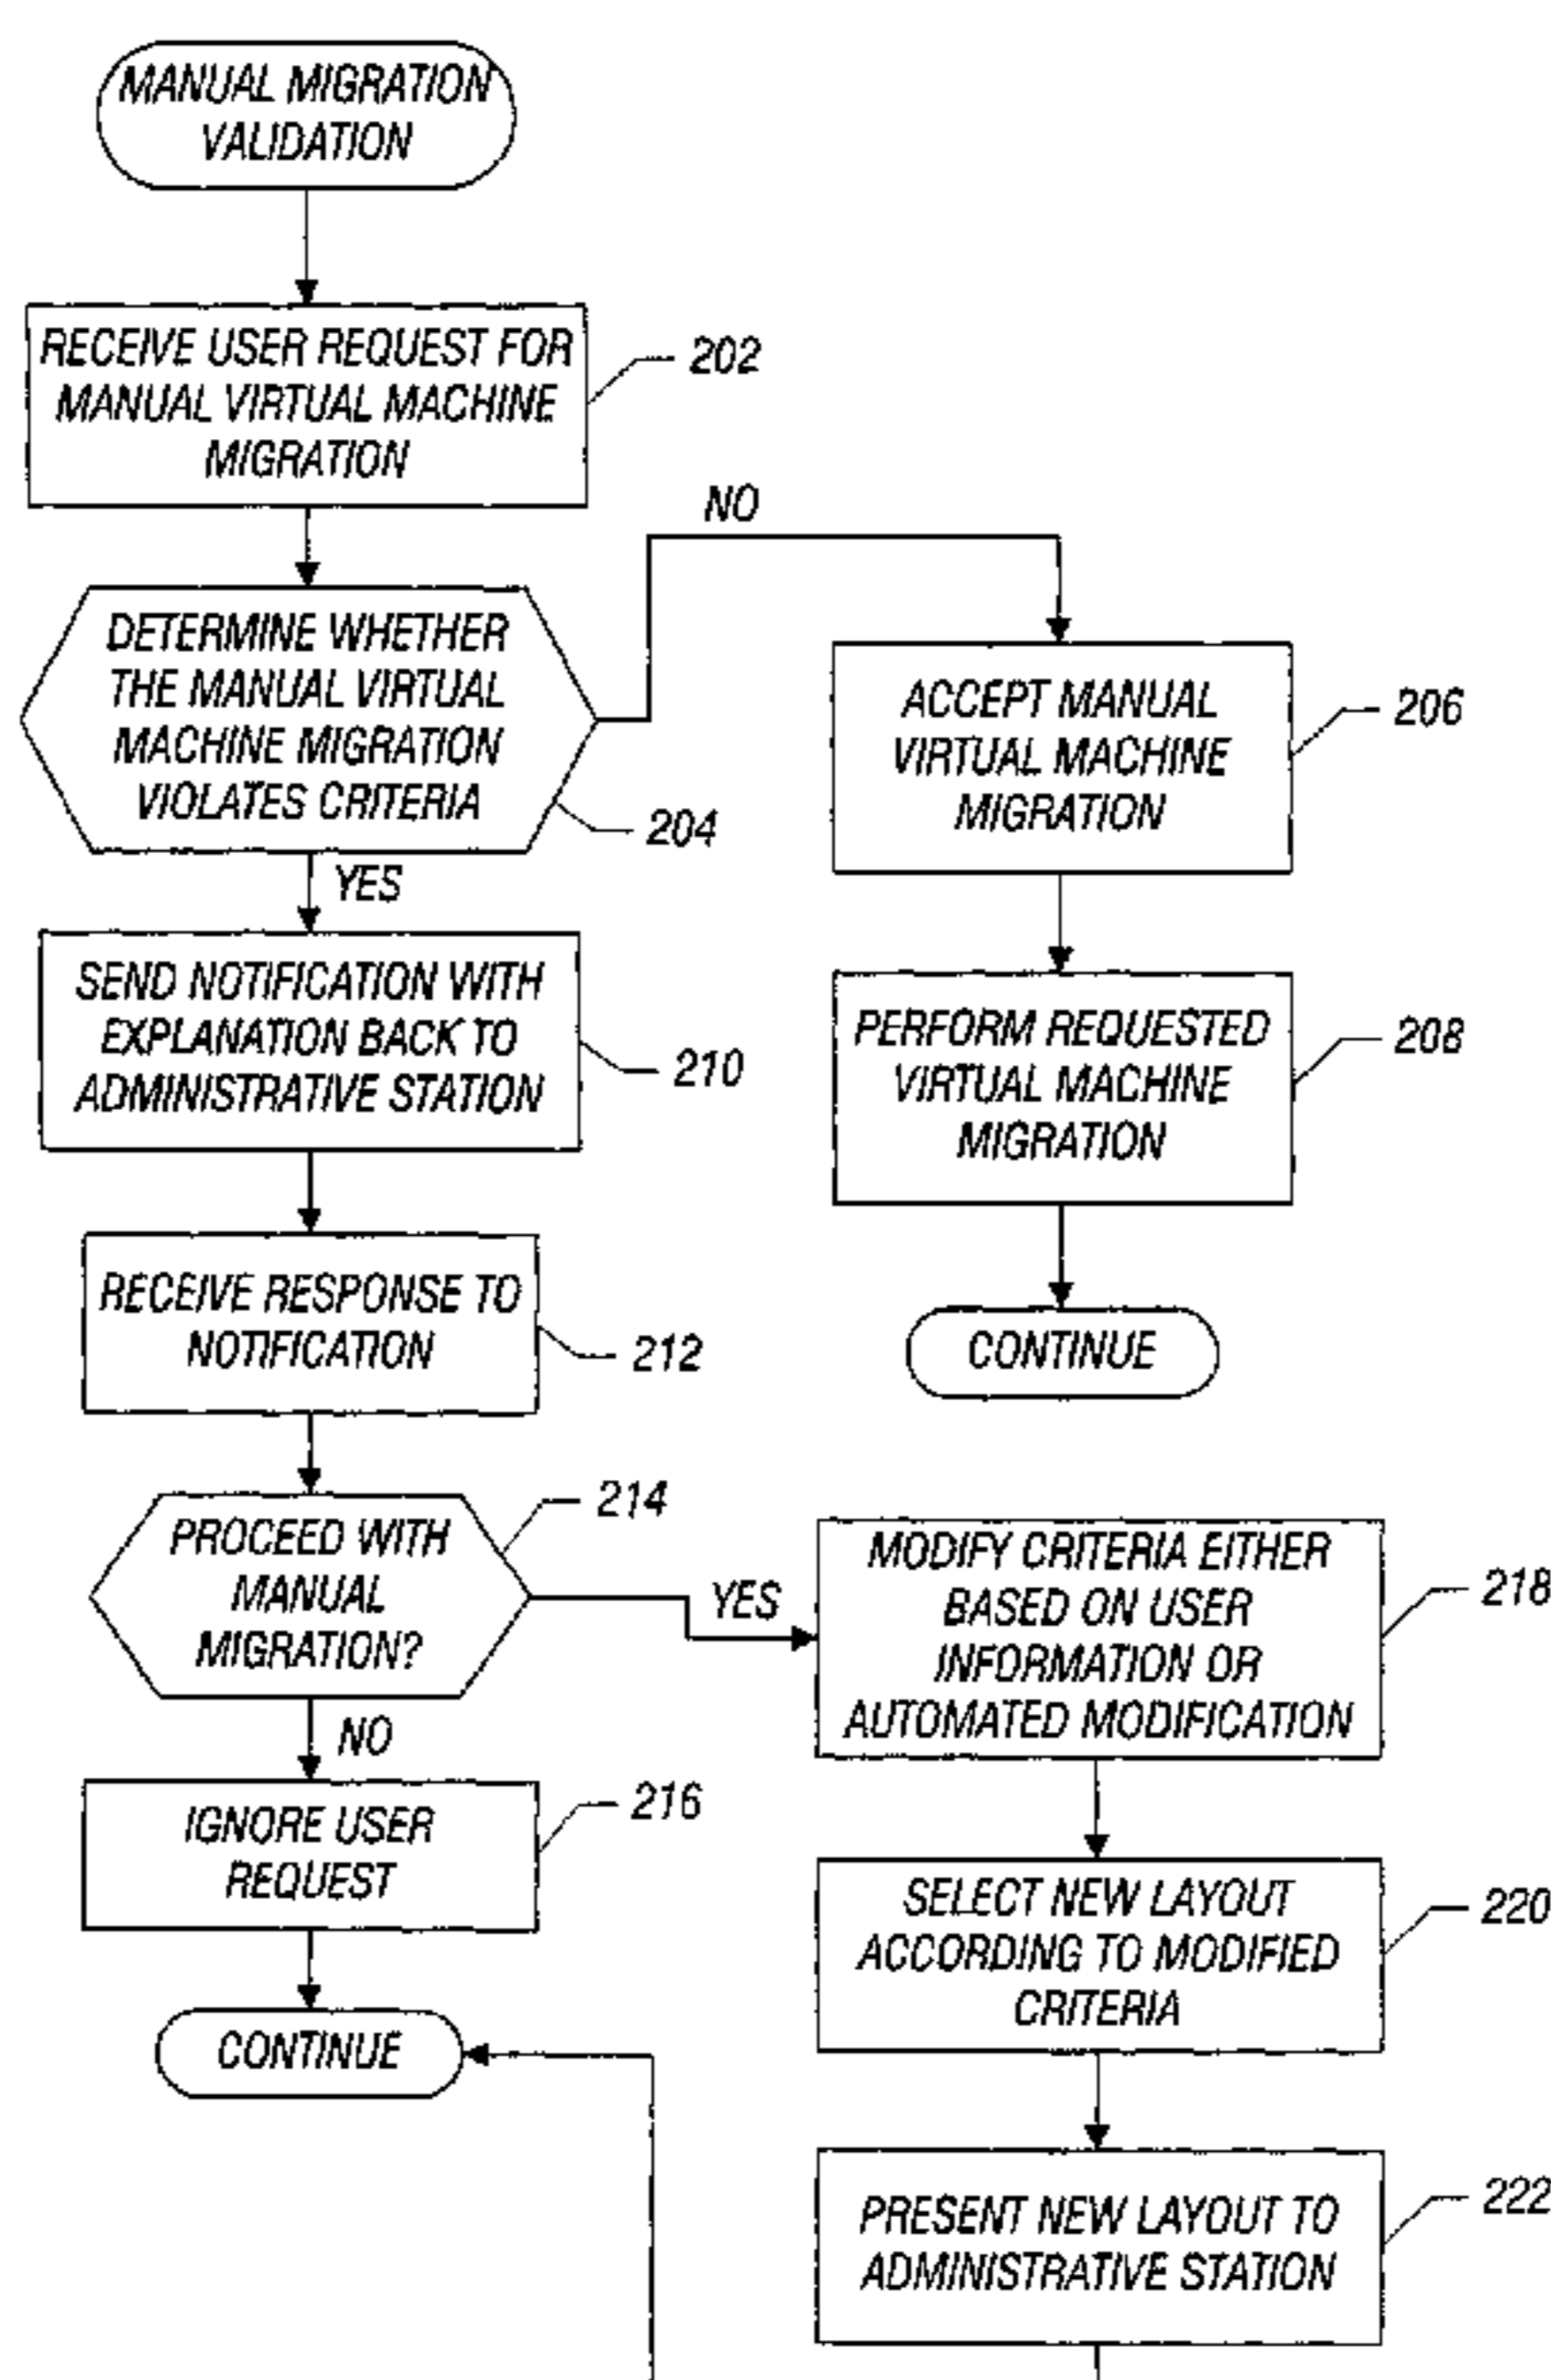 MANUAL MIGRATION
VALIDATION
RECEIVE USER REQUEST FOR
MANUAL VIRTUAL MACHINE
MIGRATION
202
NO
DETERMINE WHETHER
THE MANUAL VIRTUAL
MACHINE MIGRATION
VIOLATES CRITERIA
204
ACCEPT MANUAL
VIRTUAL MACHINE
MIGRATION
206
YES
SEND NOTIFICATION WITH
EXPLANATION BACK TO
ADMINISTRATIVE STATION
210
PERFORM REQUESTED
VIRTUAL MACHINE
MIGRATION
208
RECEIVE RESPONSE TO
NOTIFICATION
212
CONTINUE
PROCEED WITH
MANUAL
MIGRATION?
214
YES
MODIFY CRITERIA EITHER
BASED ON USER
INFORMATION OR
AUTOMATED MODIFICATION
218
NO
IGNORE USER
REQUEST
216
SELECT NEW LAYOUT
ACCORDING TO MODIFIED
CRITERIA
220
CONTINUE
PRESENT NEW LAYOUT TO
ADMINISTRATIVE STATION
222